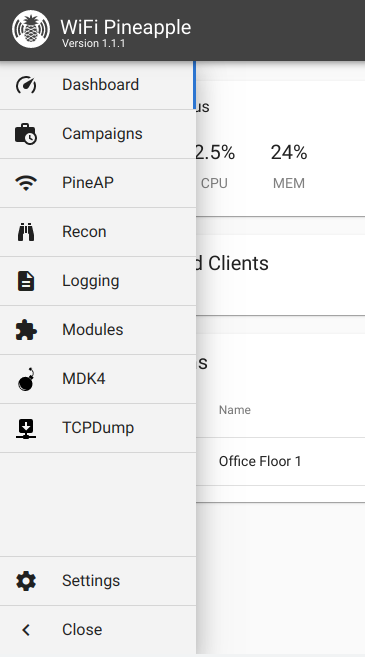 WiFi Pineapple
Version 1.1.1
Dashboard
Campaigns
PineAP
Recon
Logging
Modules
MDK4
TCPDump
Settings
Close
us
2.5%
24%
CPU
MEM
d Clients
ns
Name
Office Floor 1